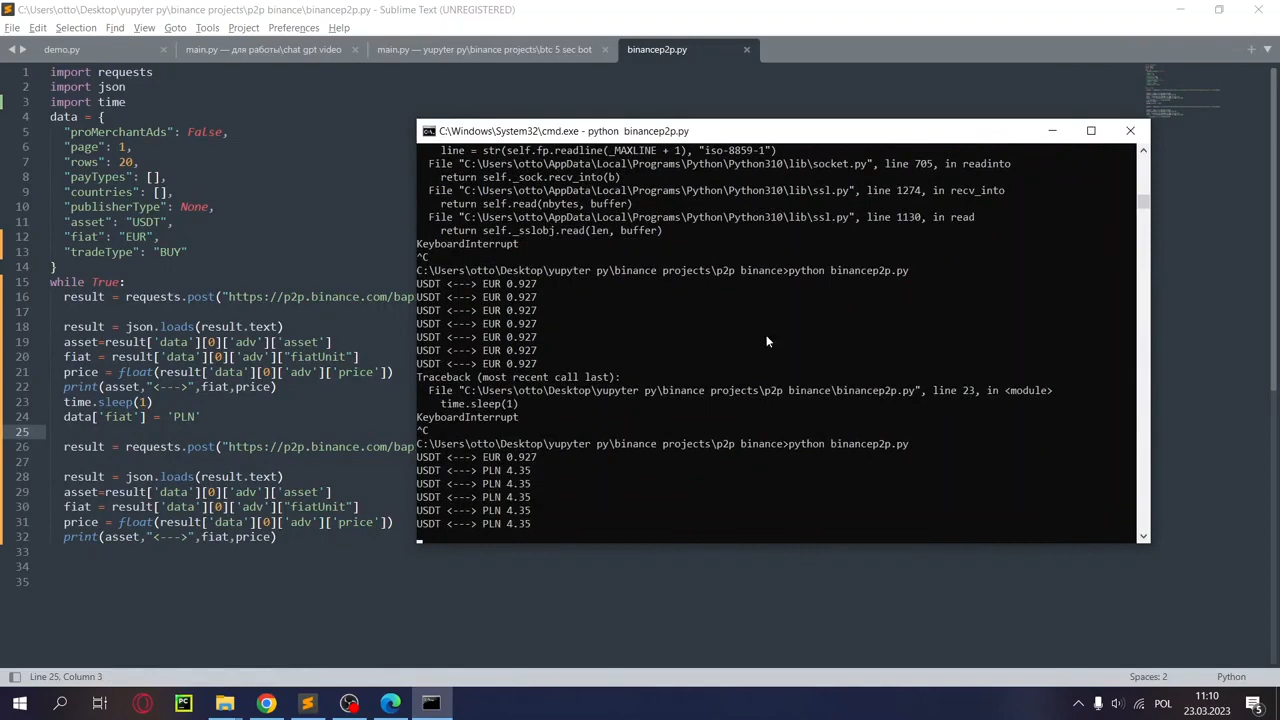 C:\Users\otto\Desktop\yupyter py\binance projects\p2p binance\binancep2p.py - Sublime Text (UNREGISTERED)
File Edit Selection Find View Goto Tools Project Preferences Help
demo.py
main.py — для работы\chat gpt video
main.py — yupyter py\binance projects\btc 5 sec bot
binancep2p.py
1 import requests
2 import json
3 import time
4 data = {
5 "proMerchantAds": False,
6 "page": 1,
7 "rows": 20,
8 "payTypes": [],
9 "countries": [],
10 "publisherType": None,
11 "asset": "USDT",
12 "fiat": "EUR",
13 "tradeType": "BUY"
14 }
15 while True:
16 result = requests.post("https://p2p.binance.com/bap
17
18 result = json.loads(result.text)
19 asset=result['data'][0]['adv']['asset']
20 fiat = result['data'][0]['adv']["fiatUnit"]
21 price = float(result['data'][0]['adv']['price'])
22 print(asset,"<--->",fiat,price)
23 time.sleep(1)
24 data['fiat'] = 'PLN'
25
26 result = requests.post("https://p2p.binance.com/bap
27
28 result = json.loads(result.text)
29 asset=result['data'][0]['adv']['asset']
30 fiat = result['data'][0]['adv']["fiatUnit"]
31 price = float(result['data'][0]['adv']['price'])
32 print(asset,"<--->",fiat,price)
33
34
35
C:\Windows\System32\cmd.exe - python binancep2p.py
line = str(self.fp.readline(_MAXLINE + 1), "iso-8859-1")
File "C:\Users\otto\AppData\Local\Programs\Python\Python310\lib\socket.py", line 705, in readinto
return self._sock.recv_into(b)
File "C:\Users\otto\AppData\Local\Programs\Python\Python310\lib\ssl.py", line 1274, in recv_into
return self.read(nbytes, buffer)
File "C:\Users\otto\AppData\Local\Programs\Python\Python310\lib\ssl.py", line 1130, in read
return self._sslobj.read(len, buffer)
KeyboardInterrupt
^C
C:\Users\otto\Desktop\yupyter py\binance projects\p2p binance>python binancep2p.py
USDT <---> EUR 0.927
USDT <---> EUR 0.927
USDT <---> EUR 0.927
USDT <---> EUR 0.927
USDT <---> EUR 0.927
USDT <---> EUR 0.927
USDT <---> EUR 0.927
Traceback (most recent call last):
File "C:\Users\otto\Desktop\yupyter py\binance projects\p2p binance\binancep2p.py", line 23, in <module>
time.sleep(1)
KeyboardInterrupt
^C
C:\Users\otto\Desktop\yupyter py\binance projects\p2p binance>python binancep2p.py
USDT <---> EUR 0.927
USDT <---> PLN 4.35
USDT <---> PLN 4.35
USDT <---> PLN 4.35
USDT <---> PLN 4.35
USDT <---> PLN 4.35
Line 25, Column 3
Spaces: 2
Python
PC
POL
11:10
23.03.2023
5